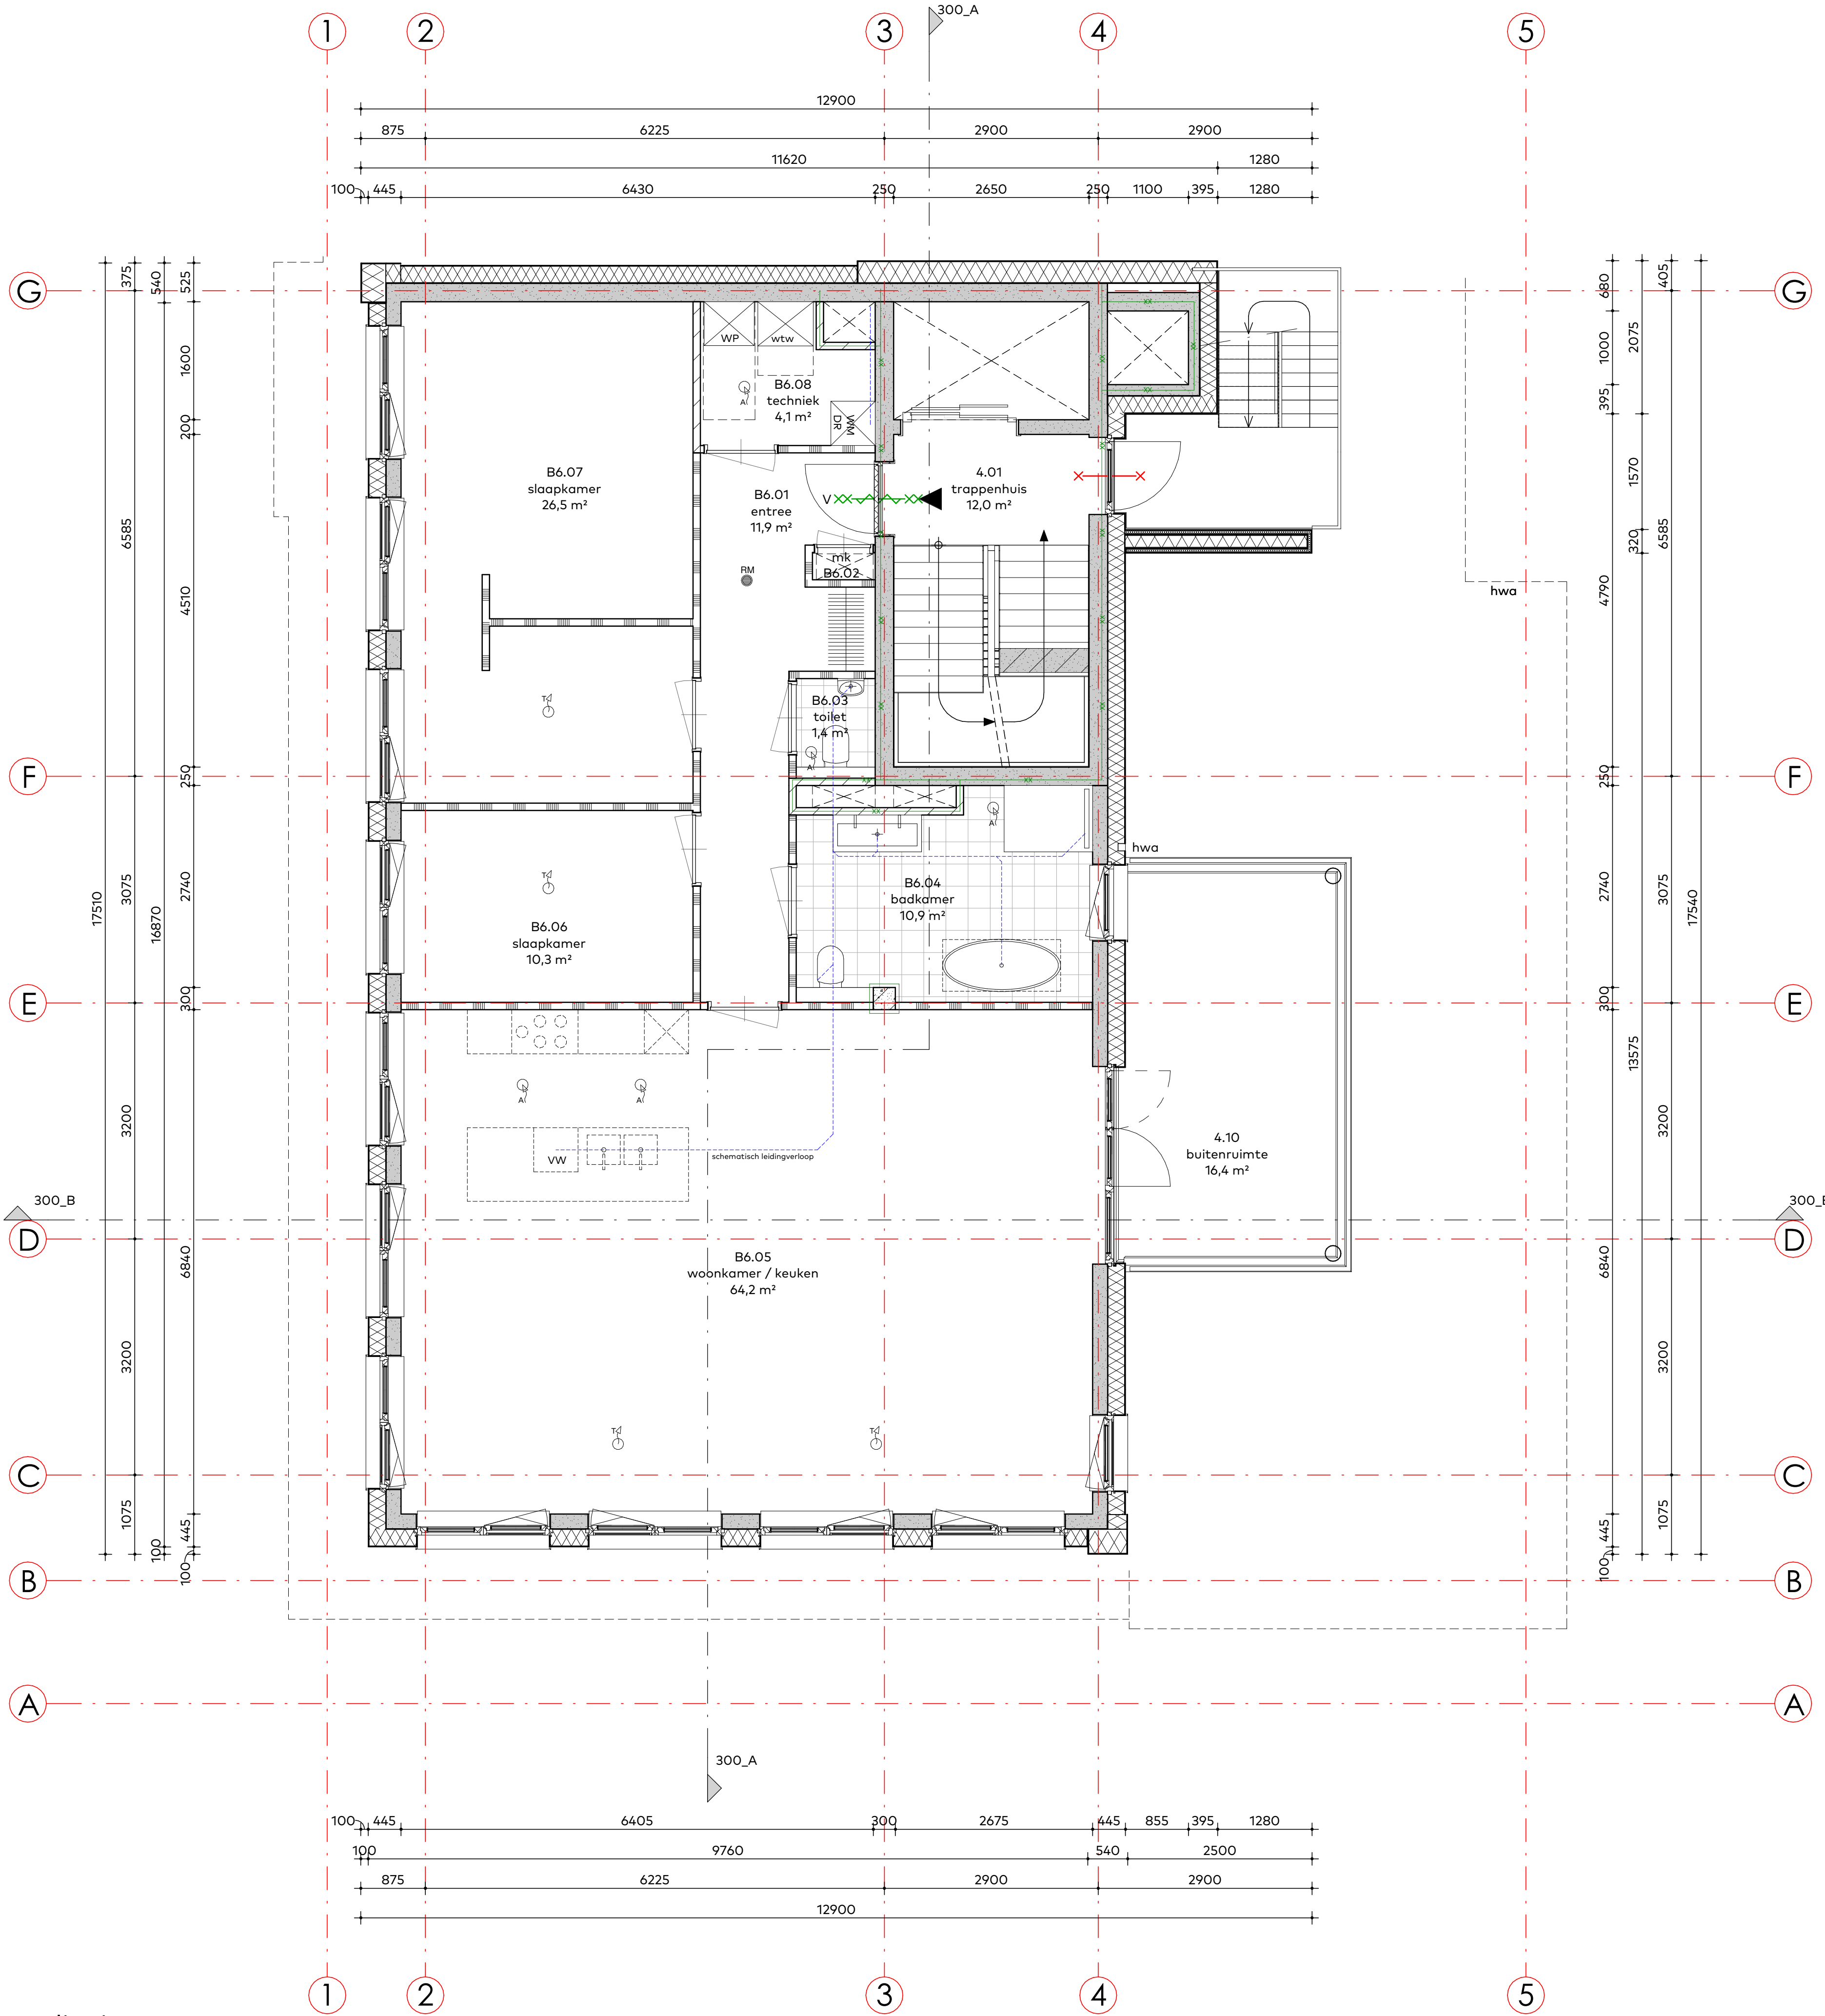 300_A
1 2 3 4 5
12900
875 6225 2900 2900
11620 1280
100 445 6430 250 2650 250 1100 395 1280
G G
F F
E E
D D
C C
B B
A A
17510
375 6585 3075 3200 3200 1075
540 16870 100
525 1600 200 4510 250 2740 300 6840 445 100
680 1000 395 1570 320 4790 250 2740 300 6840 445 100
2075 13575
405 6585 3075 3200 3200 1075
17540
WP
wtw
B6.08
techniek
4,1 m²
A
WM
DR
B6.07
slaapkamer
26,5 m²
B6.01
entree
11,9 m²
V
4.01
trappenhuis
12,0 m²
mk
B6.02
RM
hwa
T
B6.03
toilet
1,4 m²
A
A
hwa
T
B6.04
badkamer
10,9 m²
B6.06
slaapkamer
10,3 m²
A A
VW
schematisch leidingverloop
4.10
buitenruimte
16,4 m²
300_B
300_B
B6.05
woonkamer / keuken
64,2 m²
T T
300_A
100 445 6405 300 2675 445 855 395 1280
100 9760 540 2500
875 6225 2900 2900
12900
1 2 3 4 5